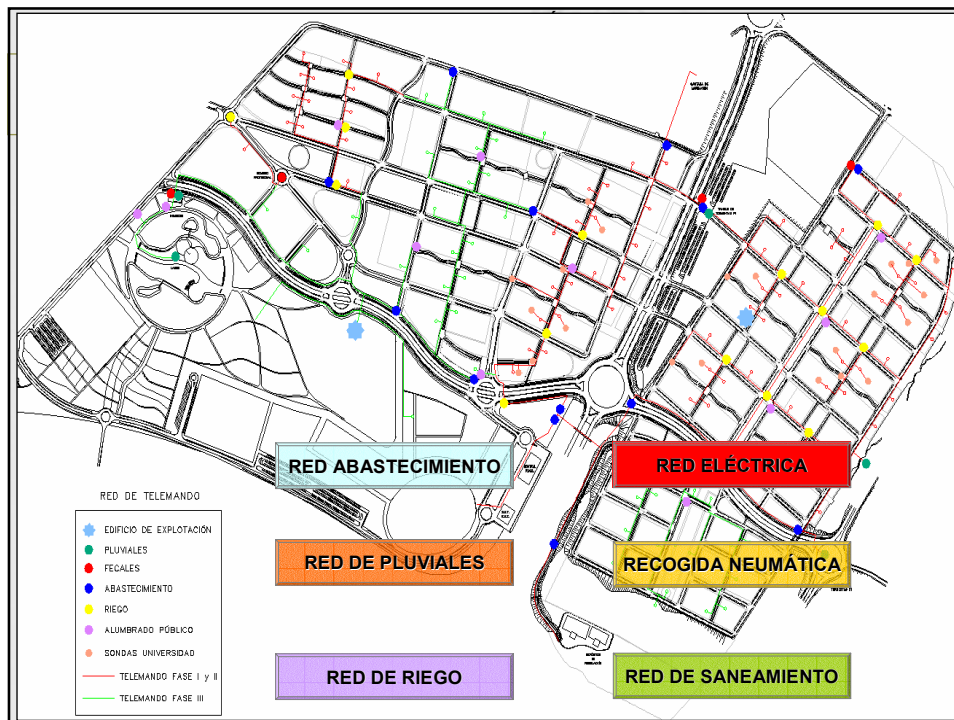 RED ABASTECIMIENTO
RED ELÉCTRICA
RED DE PLUVIALES
RECOGIDA NEUMÁTICA
RED DE RIEGO
RED DE SANEAMIENTO
RED DE TELEMANDO
EDIFICIO DE EXPLOTACIÓN
PLUVIALES
FECALES
ABASTECIMIENTO
RIEGO
ALUMBRADO PÚBLICO
SONDAS UNIVERSIDAD
TELEMANDO FASE I y II
TELEMANDO FASE III